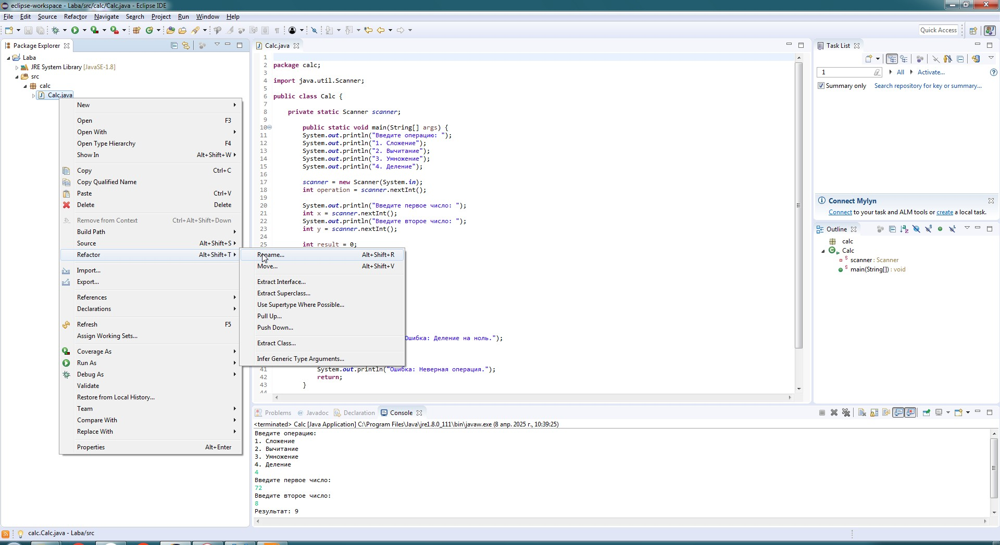 eclipse-workspace - Laba/src/calc/Calc.java - Eclipse IDE
File Edit Source Refactor Navigate Search Project Run Window Help
Quick Access
Package Explorer
Laba
JRE System Library [JavaSE-1.8]
src
calc
Calc.java
New
Open F3
Open With
Open Type Hierarchy F4
Show In Alt+Shift+W
Copy Ctrl+C
Copy Qualified Name
Paste Ctrl+V
Delete Delete
Remove from Context Ctrl+Alt+Shift+Down
Build Path
Source Alt+Shift+S
Refactor Alt+Shift+T
Import...
Export...
References
Declarations
Refresh F5
Assign Working Sets...
Coverage As
Run As
Debug As
Validate
Restore from Local History...
Team
Compare With
Replace With
Properties Alt+Enter
Rename... Alt+Shift+R
Move... Alt+Shift+V
Extract Interface...
Extract Superclass...
Use Supertype Where Possible...
Pull Up...
Push Down...
Extract Class...
Infer Generic Type Arguments...
Calc.java
1
2 package calc;
3
4 import java.util.Scanner;
5
6 public class Calc {
7
8 private static Scanner scanner;
9
10 public static void main(String[] args) {
11 System.out.println("Введите операцию: ");
12 System.out.println("1. Сложение");
13 System.out.println("2. Вычитание");
14 System.out.println("3. Умножение");
15 System.out.println("4. Деление");
16
17 scanner = new Scanner(System.in);
18 int operation = scanner.nextInt();
19
20 System.out.println("Введите первое число: ");
21 int x = scanner.nextInt();
22 System.out.println("Введите второе число: ");
23 int y = scanner.nextInt();
24
25 int result = 0;
Ошибка: Деление на ноль.");
41 System.out.println("Ошибка: Неверная операция.");
42 return;
43 }
44
Problems Javadoc Declaration Console
<terminated> Calc [Java Application] C:\Program Files\Java\jre1.8.0_111\bin\javaw.exe (8 апр. 2025 г., 10:39:25)
Введите операцию:
1. Сложение
2. Вычитание
3. Умножение
4. Деление
4
Введите первое число:
72
Введите второе число:
8
Результат: 9
Task List
1 All Activate...
Summary only Search repository for key or summary...
Connect Mylyn
Connect to your task and ALM tools or create a local task.
Outline
calc
Calc
scanner : Scanner
main(String[]) : void
calc.Calc.java - Laba/src